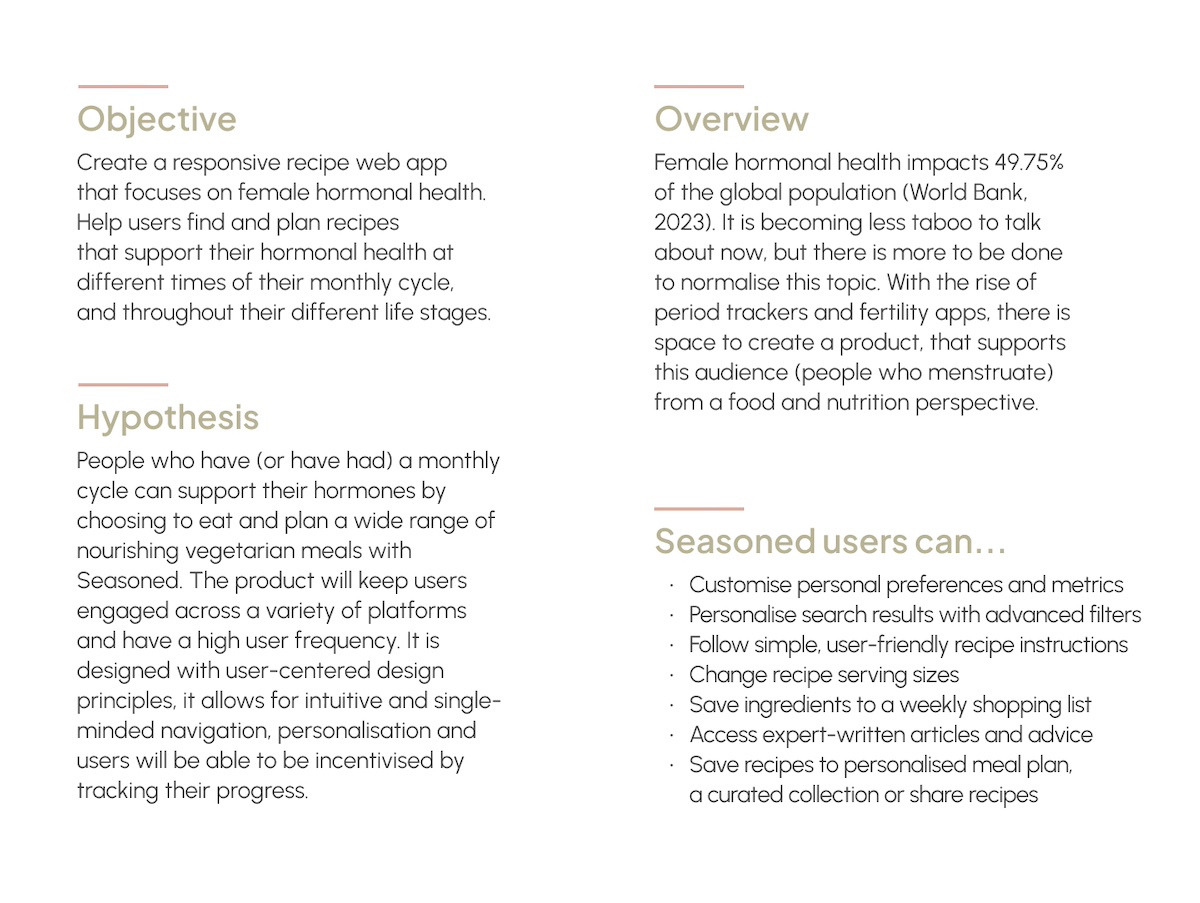 Objective
Create a responsive recipe web app
that focuses on female hormonal health.
Help users find and plan recipes
that support their hormonal health at
different times of their monthly cycle,
and throughout their different life stages.
Hypothesis
People who have (or have had) a monthly
cycle can support their hormones by
choosing to eat and plan a wide range of
nourishing vegetarian meals with
Seasoned. The product will keep users
engaged across a variety of platforms
and have a high user frequency. It is
designed with user-centered design
principles, it allows for intuitive and single-
minded navigation, personalisation and
users will be able to be incentivised by
tracking their progress.
Overview
Female hormonal health impacts 49.75%
of the global population (World Bank,
2023). It is becoming less taboo to talk
about now, but there is more to be done
to normalise this topic. With the rise of
period trackers and fertility apps, there is
space to create a product, that supports
this audience (people who menstruate)
from a food and nutrition perspective.
Seasoned users can...
· Customise personal preferences and metrics
· Personalise search results with advanced filters
· Follow simple, user-friendly recipe instructions
· Change recipe serving sizes
· Save ingredients to a weekly shopping list
· Access expert-written articles and advice
· Save recipes to personalised meal plan,
a curated collection or share recipes